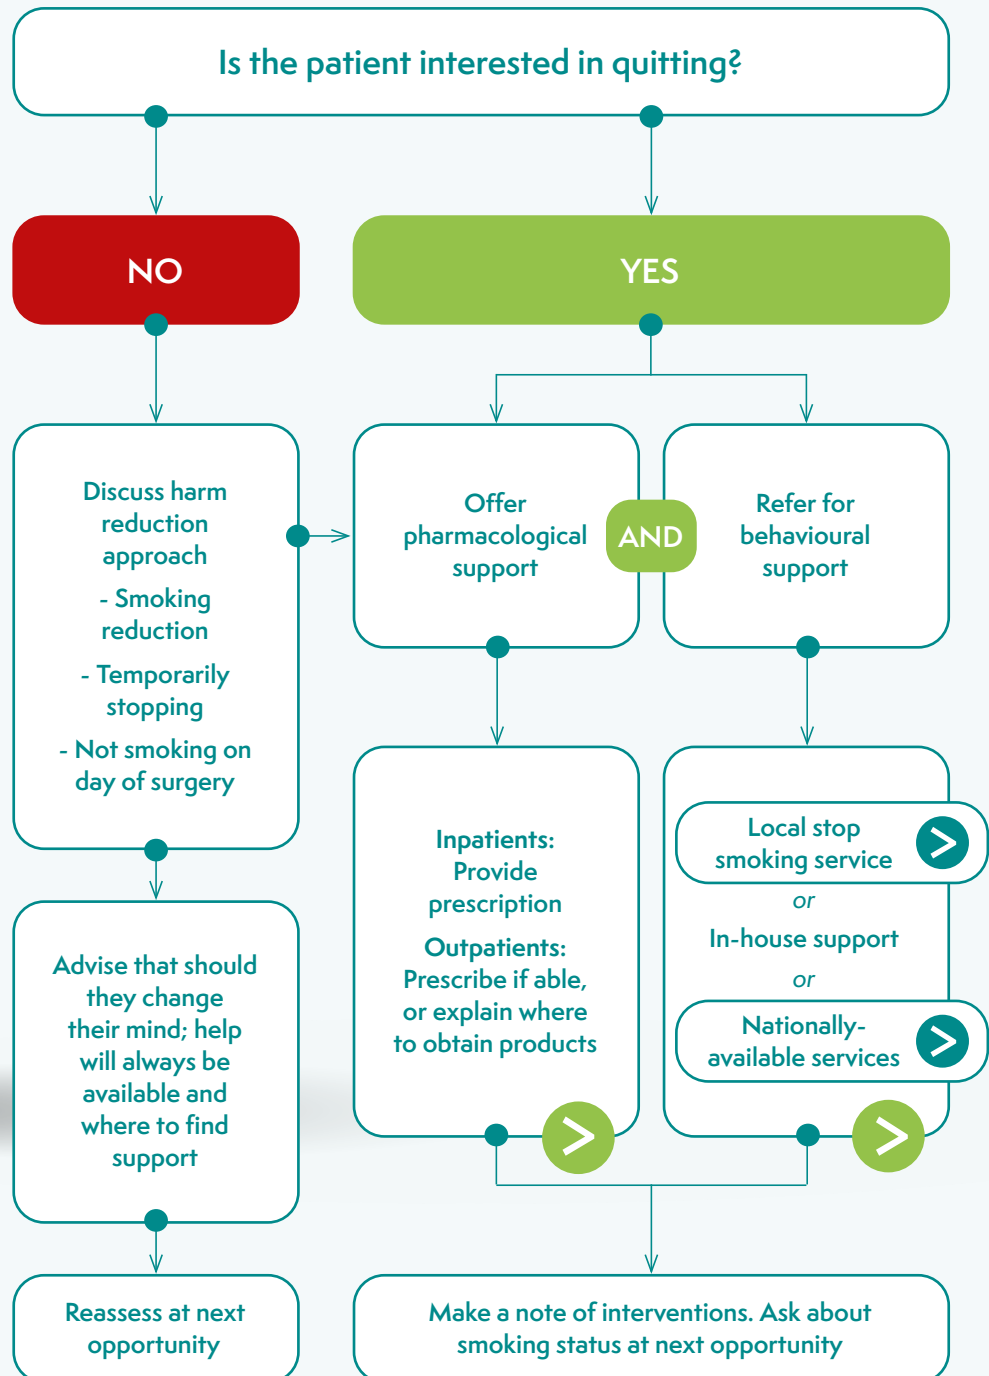 Is the patient interested in quitting?
NO
YES
Discuss harm
reduction
approach
- Smoking
reduction
- Temporarily
stopping
- Not smoking on
day of surgery
Offer
pharmacological
support
AND
Refer for
behavioural
support
Advise that should
they change
their mind; help
will always be
available and
where to find
support
Inpatients:
Provide
prescription
Outpatients:
Prescribe if able,
or explain where
to obtain products
Local stop
smoking service
or
In-house support
or
Nationally-
available services
Reassess at next
opportunity
Make a note of interventions. Ask about
smoking status at next opportunity